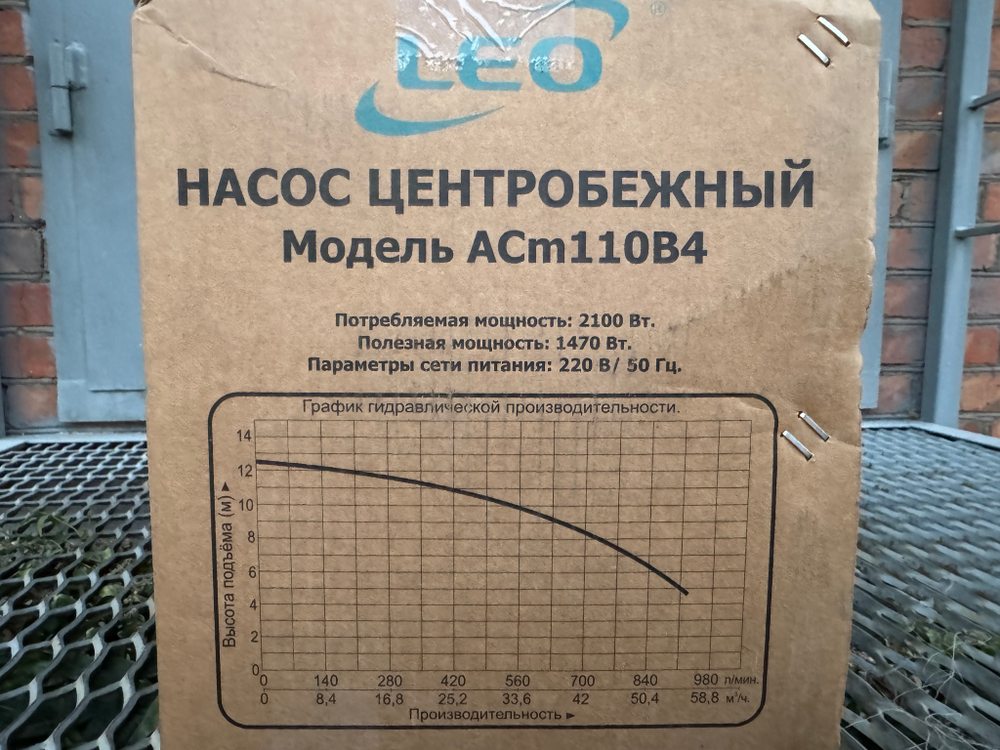 LEO ®
НАСОС ЦЕНТРОБЕЖНЫЙ
Модель ACm110B4
Потребляемая мощность: 2100 Вт.
Полезная мощность: 1470 Вт.
Параметры сети питания: 220 В/ 50 Гц.
График гидравлической производительности.
Высота подъёма (м) ►
14
12
10
8
6
4
2
0
0 140 280 420 560 700 840 980 л/мин.
0 8,4 16,8 25,2 33,6 42 50,4 58,8 м³/ч.
Производительность ►